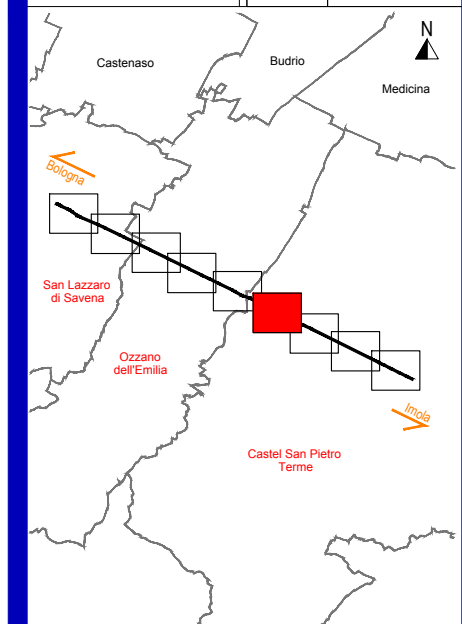 N
Castenaso
Budrio
Medicina
Bologna
San Lazzaro
di Savena
Ozzano
dell'Emilia
Imola
Castel San Pietro
Terme